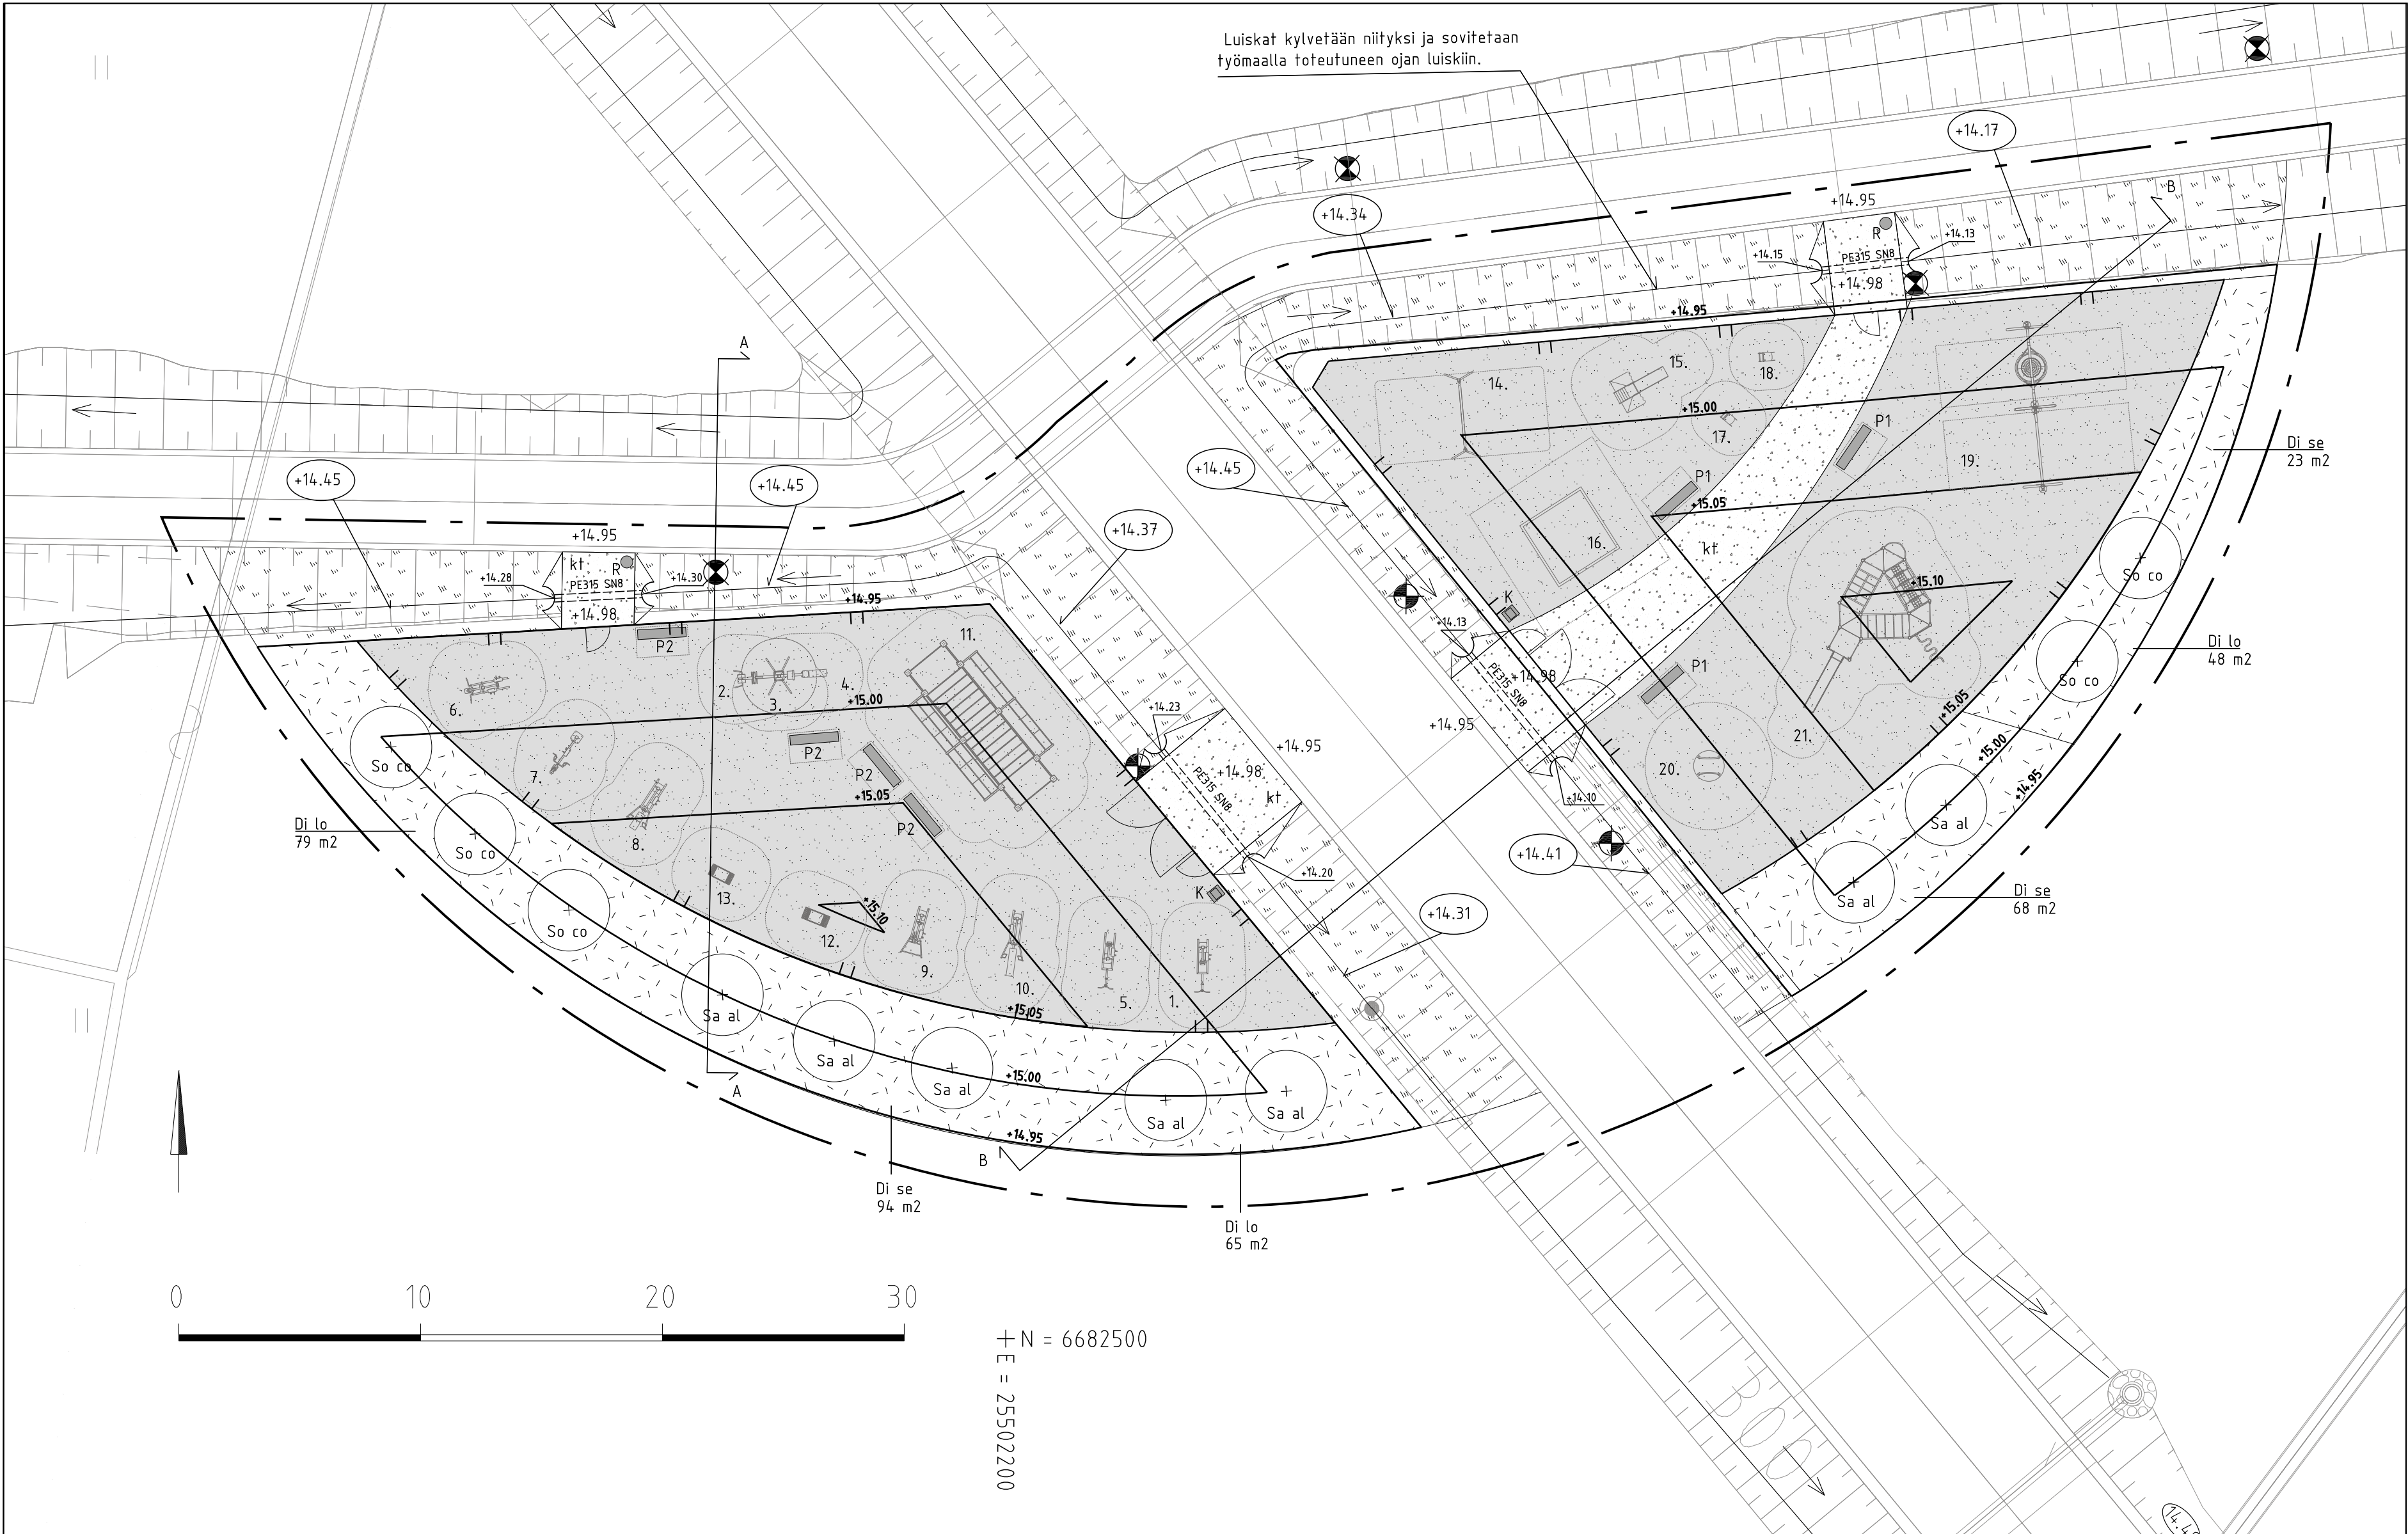 Luiskat kylvetään niityksi ja sovitetaan
työmaalla toteutuneen ojan luiskiin.
+14.17
B
+14.95
+14.34
R
+14.13
+14.15
PE315 SN8
+14.98
+14.95
A
15.
18.
14.
+15.00
17.
P1
19.
Di se
23 m2
+14.45
+14.45
+14.45
P1
+15.05
+14.37
16.
kt
+14.95
kt
R
+14.28
PE315 SN8
+14.30
+14.98
+14.95
So co
+15.10
K
+14.13
P2
11.
Di lo
48 m2
So co
PE315 SN8
+14.98
P1
2.
4.
3.
+15.00
6.
+14.23
+14.95
+14.95
+15.05
21.
20.
+15.00
So co
7.
P2
P2
PE315 SN8
+14.98
kt
+14.95
+15.05
P2
+14.10
Di lo
79 m2
So co
8.
Sa al
+14.41
+14.20
K
13.
+15.10
Sa al
Di se
68 m2
So co
12.
9.
10.
5.
1.
+14.31
Sa al
+15.05
Sa al
Sa al
+15.00
A
Sa al
Sa al
+14.95
B
Di se
94 m2
Di lo
65 m2
0
10
20
30
N = 6682500
E = 25502200